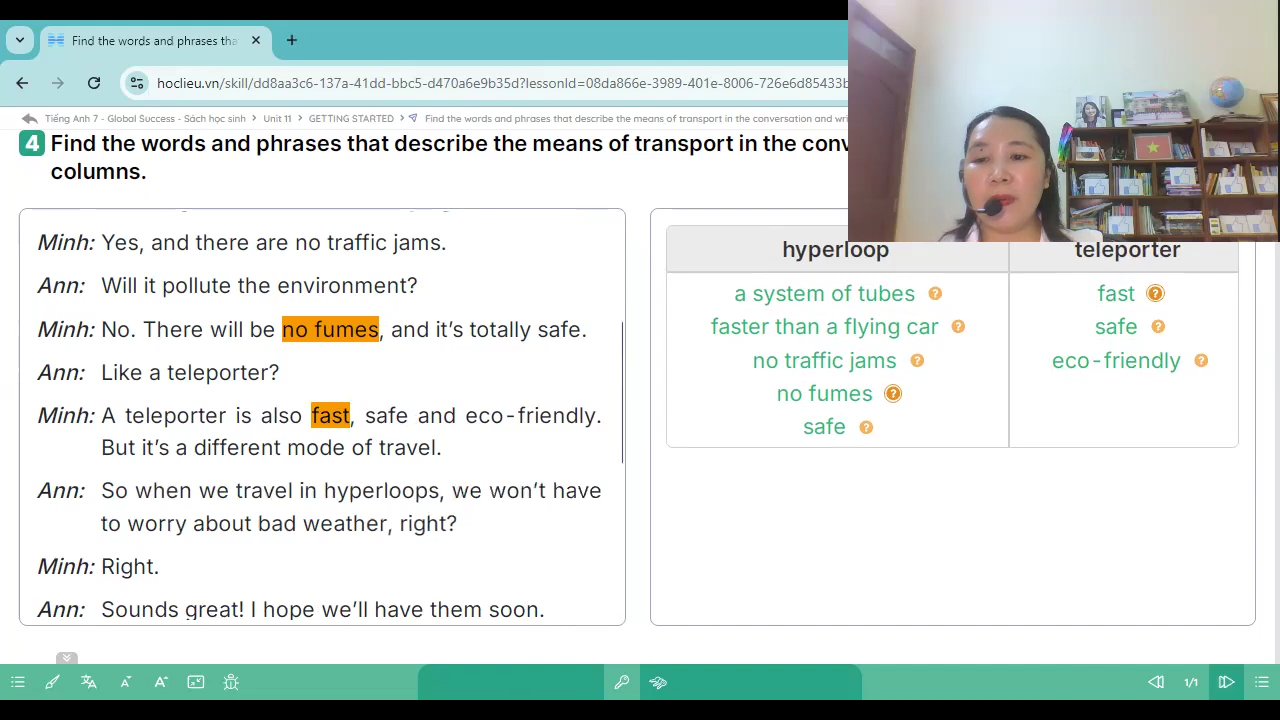 Find the words and phrases tha
hoclieu.vn/skill/dd8aa3c6-137a-41dd-bbc5-d470a6e9b35d?lessonId=08da866e-3989-401e-8006-726e6d85433b
Tiếng Anh 7 - Global Success - Sách học sinh > Unit 11 > GETTING STARTED > Find the words and phrases that describe the means of transport in the conversation and wri
4 Find the words and phrases that describe the means of transport in the conv
columns.
Minh: Yes, and there are no traffic jams.
Ann: Will it pollute the environment?
Minh: No. There will be no fumes, and it's totally safe.
Ann: Like a teleporter?
Minh: A teleporter is also fast, safe and eco-friendly.
But it's a different mode of travel.
Ann: So when we travel in hyperloops, we won't have
to worry about bad weather, right?
Minh: Right.
Ann: Sounds great! I hope we'll have them soon.
hyperloop teleporter
a system of tubes ? fast ?
faster than a flying car ? safe ?
no traffic jams ? eco-friendly ?
no fumes ?
safe ?
1/1